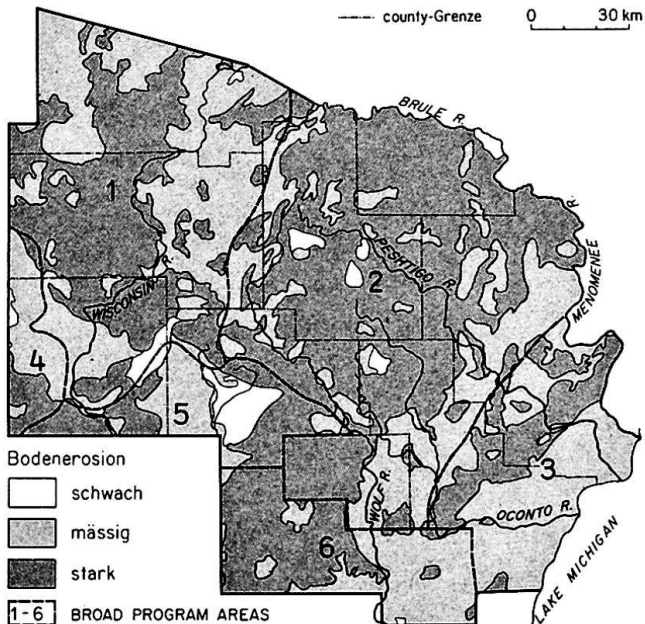 county-Grenze
0 30 km
BRULE R.
1
PESHTIGO R.
2
MENOMENEE R.
WISCONSIN R.
4
5
3
WOLF R.
OCONTO R.
6
LAKE MICHIGAN
Bodenerosion
schwach
mässig
stark
1-6 BROAD PROGRAM AREAS